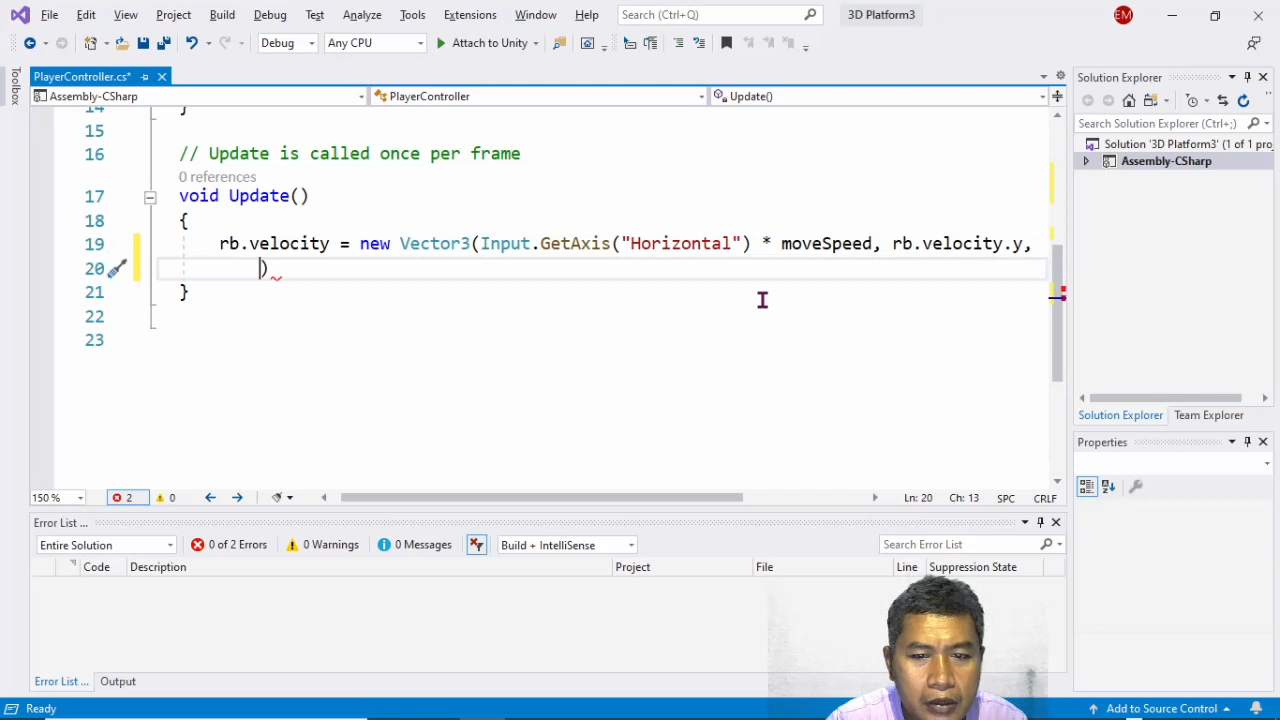 File Edit View Project Build Debug Test Analyze Tools Extensions Window Help Search (Ctrl+Q) 3D Platform3 EM
Debug Any CPU Attach to Unity
Toolbox
PlayerController.cs*
Assembly-CSharp PlayerController Update()
14 }
15
16 // Update is called once per frame
0 references
17 void Update()
18 {
19 rb.velocity = new Vector3(Input.GetAxis("Horizontal") * moveSpeed, rb.velocity.y,
20 )
21 }
22
23
150 % 2 0 Ln: 20 Ch: 13 SPC CRLF
Solution Explorer
Search Solution Explorer (Ctrl+;)
Solution '3D Platform3' (1 of 1 proj
Assembly-CSharp
Solution Explorer Team Explorer
Properties
Error List ...
Entire Solution 0 of 2 Errors 0 Warnings 0 Messages Build + IntelliSense Search Error List
Code Description Project File Line Suppression State
Error List ... Output
Ready Add to Source Control